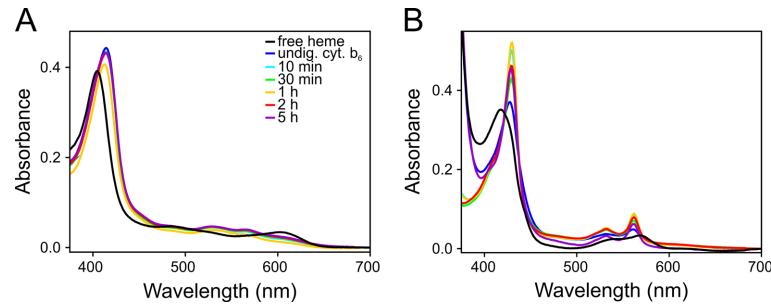 A
B
free heme
undig. cyt. b₆
10 min
30 min
1 h
2 h
5 h
Absorbance
0.4
0.2
0.0
400
500
600
700
Wavelength (nm)
Absorbance
0.4
0.2
0.0
400
500
600
700
Wavelength (nm)